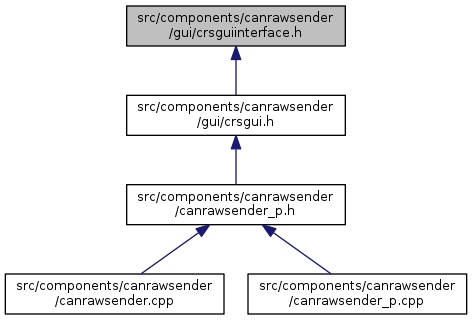 src/components/canrawsender
/gui/crsguiinterface.h
src/components/canrawsender
/gui/crsgui.h
src/components/canrawsender
/canrawsender_p.h
src/components/canrawsender
/canrawsender.cpp
src/components/canrawsender
/canrawsender_p.cpp